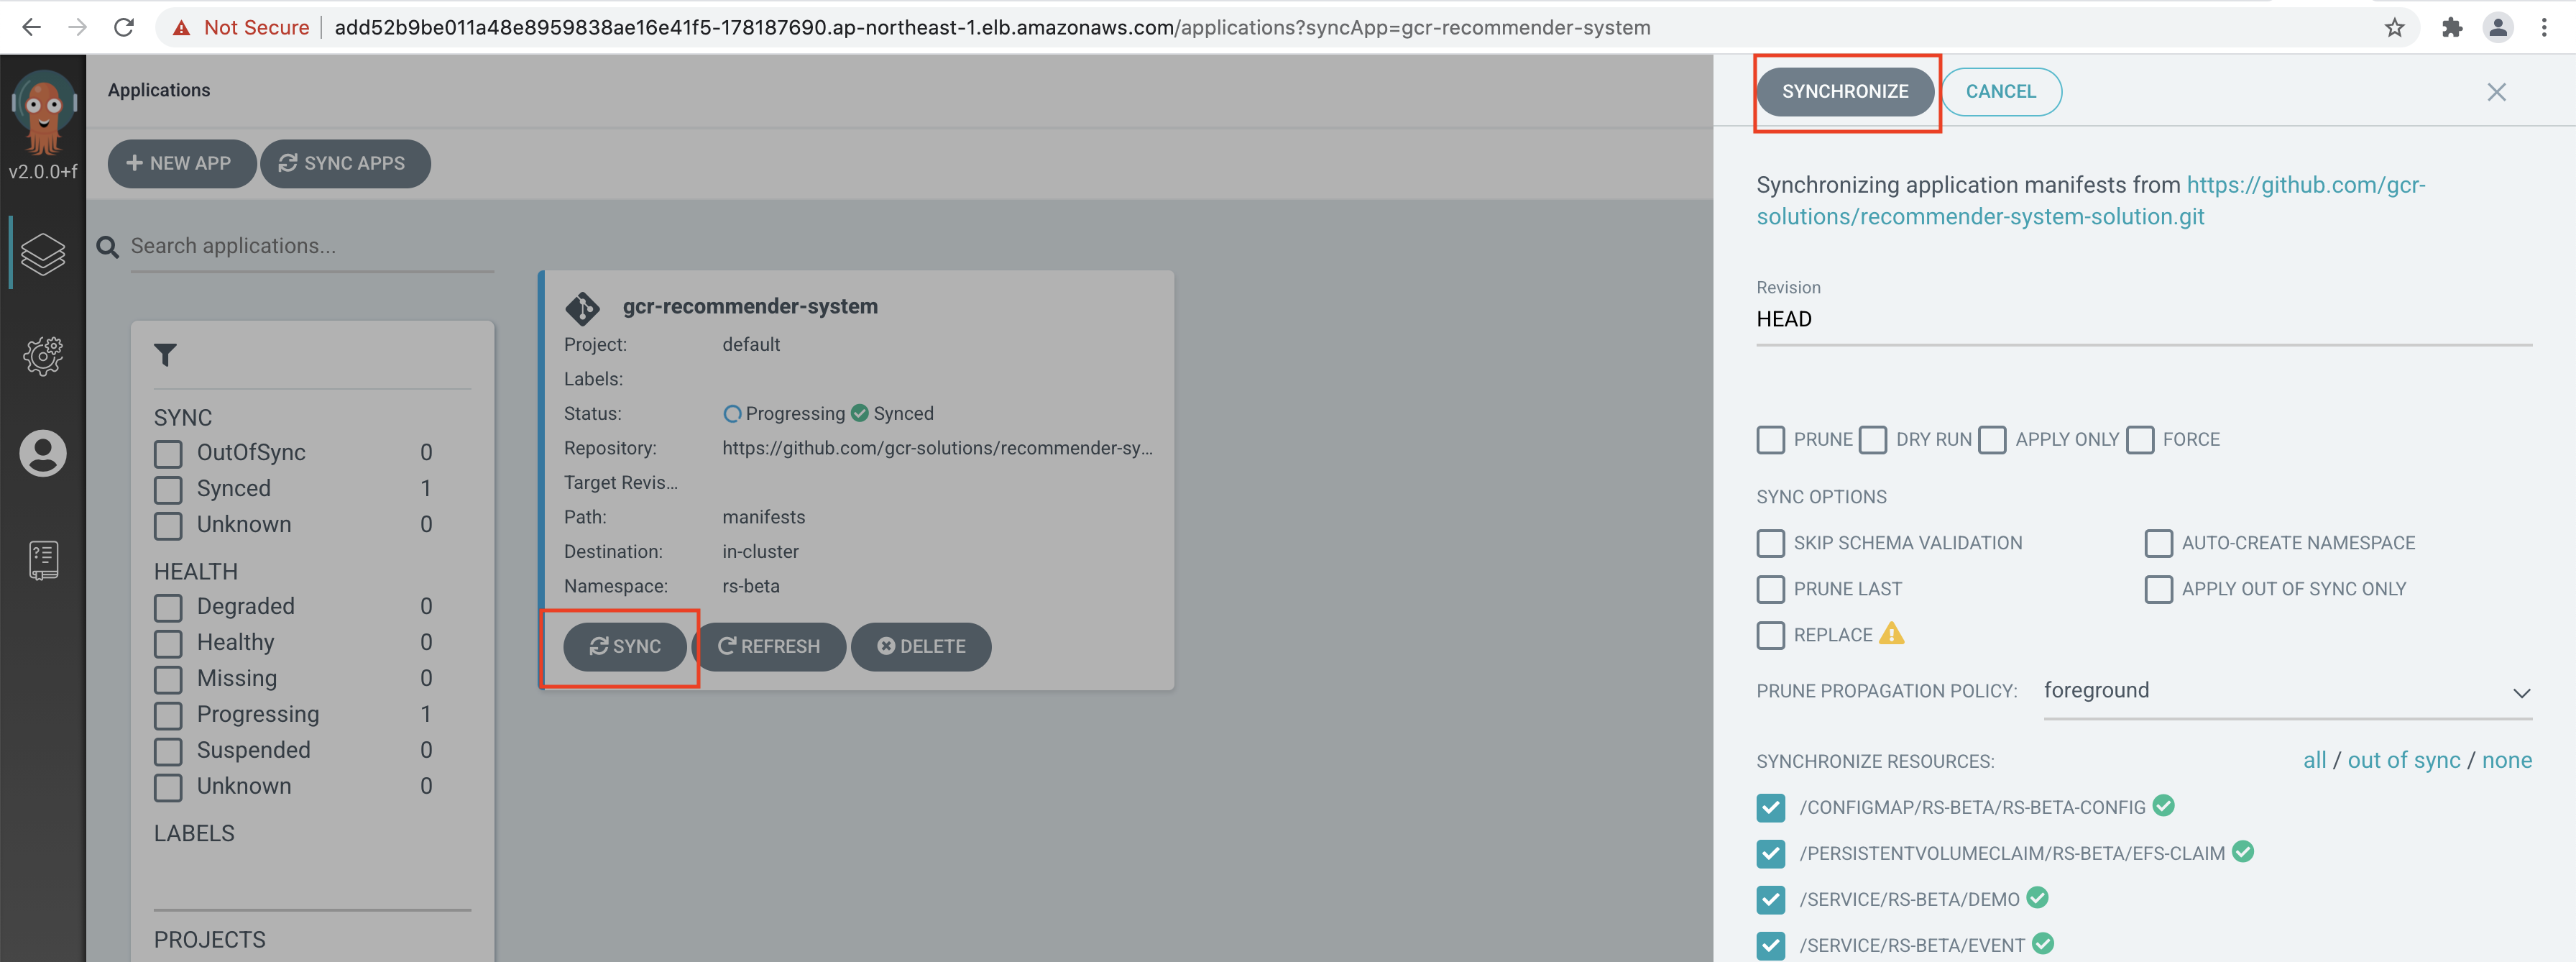 Not Secure | add52b9be011a48e8959838ae16e41f5-178187690.ap-northeast-1.elb.amazonaws.com/applications?syncApp=gcr-recommender-system
v2.0.0+f
Applications
NEW APP SYNC APPS
Search applications...
SYNC
OutOfSync 0
Synced 1
Unknown 0
HEALTH
Degraded 0
Healthy 0
Missing 0
Progressing 1
Suspended 0
Unknown 0
LABELS
PROJECTS
gcr-recommender-system
Project: default
Labels:
Status: Progressing Synced
Repository: https://github.com/gcr-solutions/recommender-sy...
Target Revis...
Path: manifests
Destination: in-cluster
Namespace: rs-beta
SYNC REFRESH DELETE
SYNCHRONIZE CANCEL
Synchronizing application manifests from https://github.com/gcr-
solutions/recommender-system-solution.git
Revision
HEAD
PRUNE DRY RUN APPLY ONLY FORCE
SYNC OPTIONS
SKIP SCHEMA VALIDATION AUTO-CREATE NAMESPACE
PRUNE LAST APPLY OUT OF SYNC ONLY
REPLACE
PRUNE PROPAGATION POLICY: foreground
SYNCHRONIZE RESOURCES: all / out of sync / none
/CONFIGMAP/RS-BETA/RS-BETA-CONFIG
/PERSISTENTVOLUMECLAIM/RS-BETA/EFS-CLAIM
/SERVICE/RS-BETA/DEMO
/SERVICE/RS-BETA/EVENT